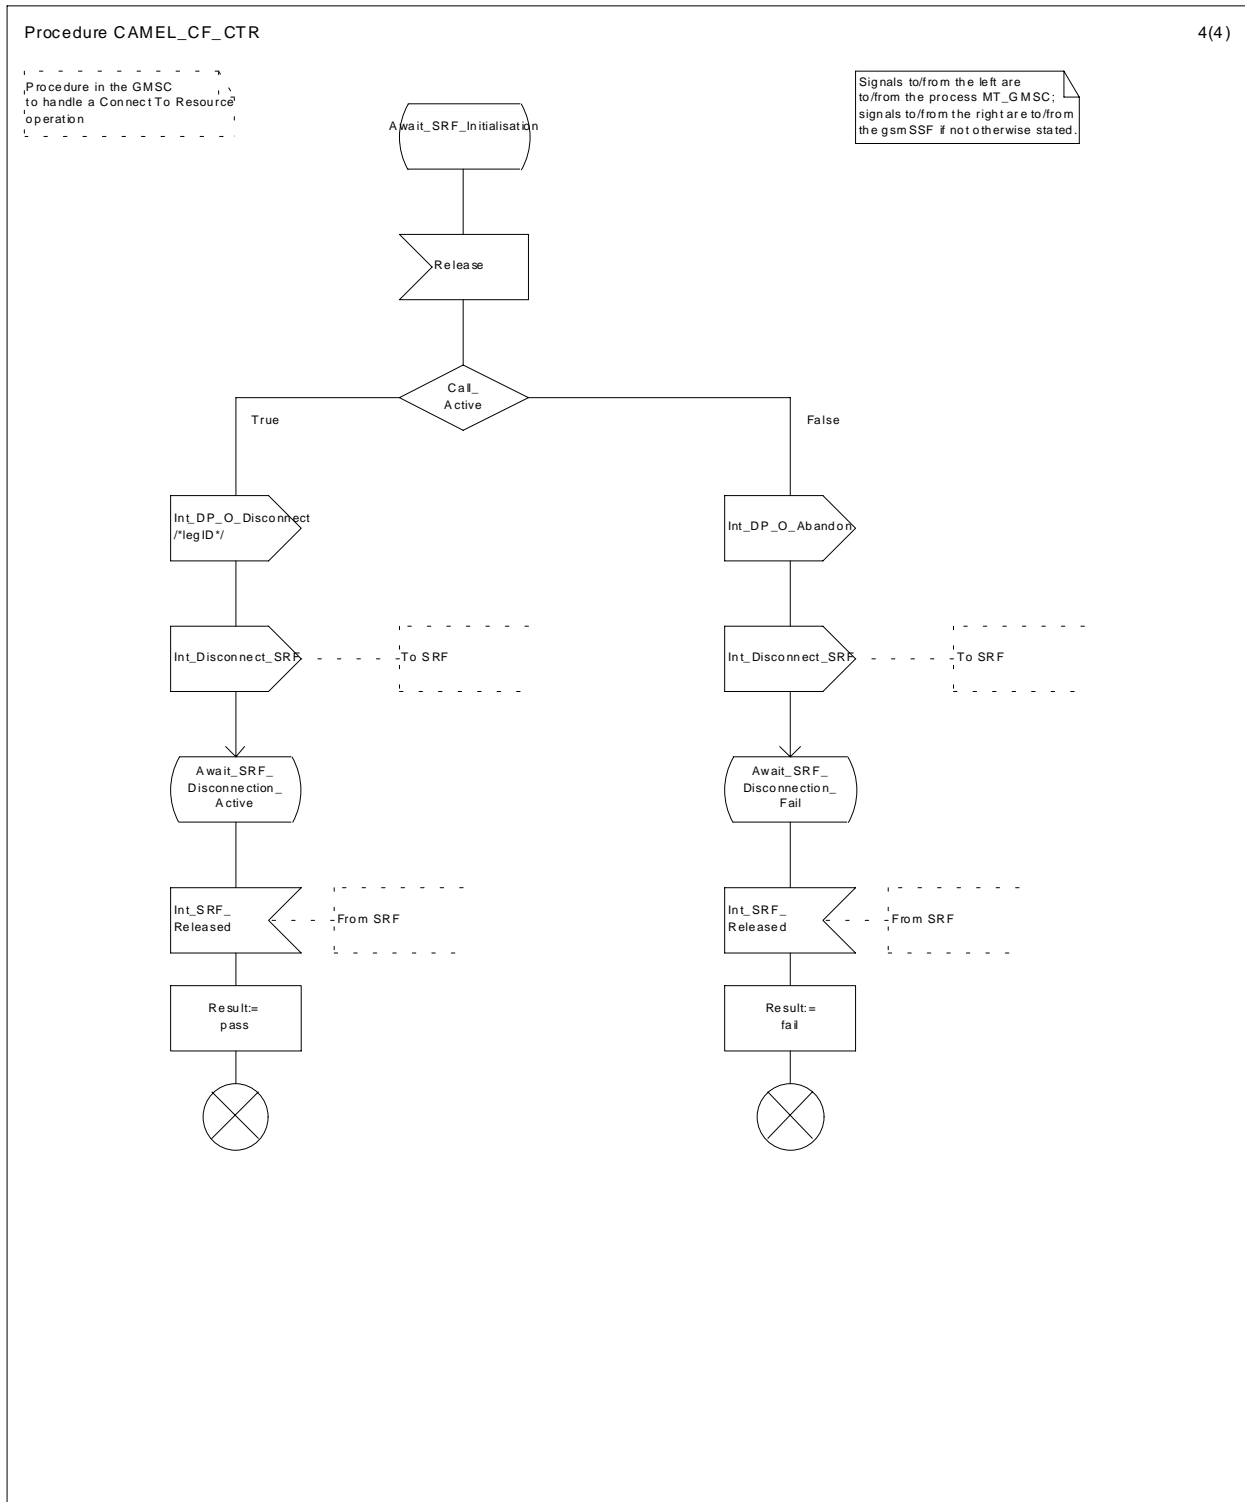 Procedure CAMEL_CF_CTR
4(4)
Procedure in the GMSC
to handle a Connect To Resource
operation
Signals to/from the left are
to/from the process MT_GMSC;
signals to/from the right are to/from
the gsmSSF if not otherwise stated.
Await_SRF_Initialisation
Release
Call_
Active
True
False
Int_DP_O_Disconnect
/*legID*/
Int_DP_O_Abandon
Int_Disconnect_SRF
To SRF
Int_Disconnect_SRF
To SRF
Await_SRF_
Disconnection_
Active
Await_SRF_
Disconnection_
Fail
Int_SRF_
Released
From SRF
Int_SRF_
Released
From SRF
Result:=
pass
Result:=
fail